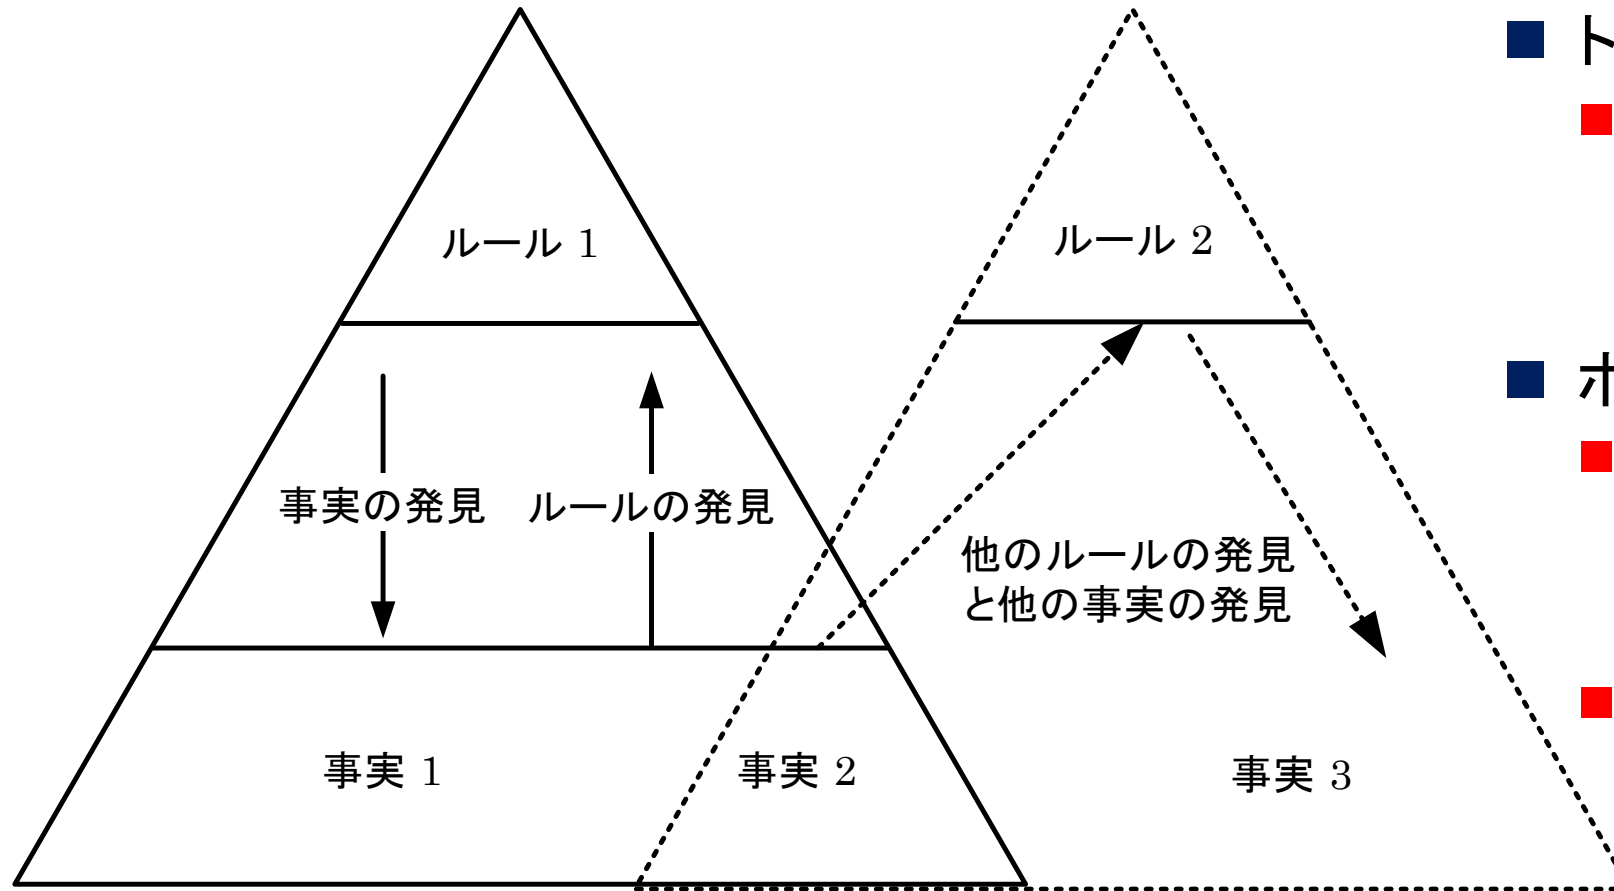 ルール 1
ルール 2
事実の発見
ルールの発見
他のルールの発見
と他の事実の発見
事実 1
事実 2
事実 3
ト